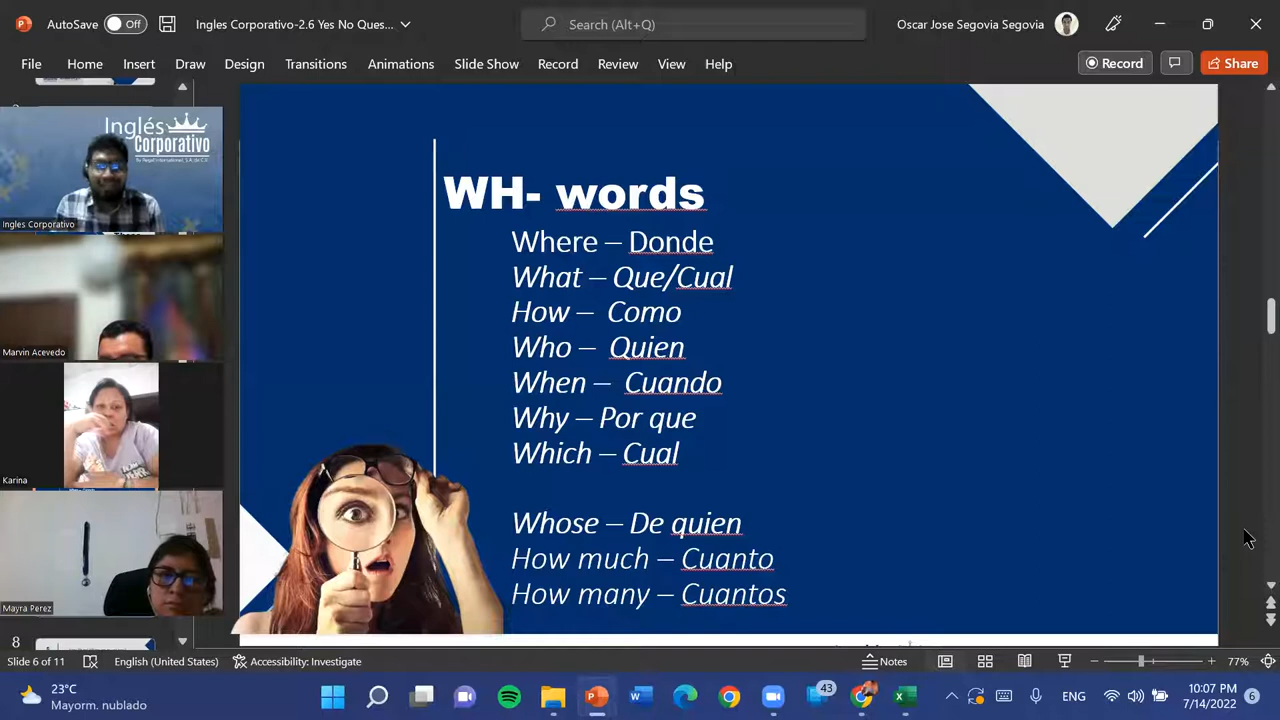 AutoSave
Off
Ingles Corporativo-2.6 Yes No Ques...
Search (Alt+Q)
Oscar Jose Segovia Segovia
File
Home
Insert
Draw
Design
Transitions
Animations
Slide Show
Record
Review
View
Help
Record
Share
Inglés
Corporativo
By Regal International, S.A. de C.V.
Ingles Corporativo
Marvin Acevedo
Karina
Mayra Perez
8
WH- words
Where – Donde
What – Que/Cual
How – Como
Who – Quien
When – Cuando
Why – Por que
Which – Cual
Whose – De quien
How much – Cuanto
How many – Cuantos
Slide 6 of 11
English (United States)
Accessibility: Investigate
Notes
77%
23°C
Mayorm. nublado
43
ENG
10:07 PM
7/14/2022
6